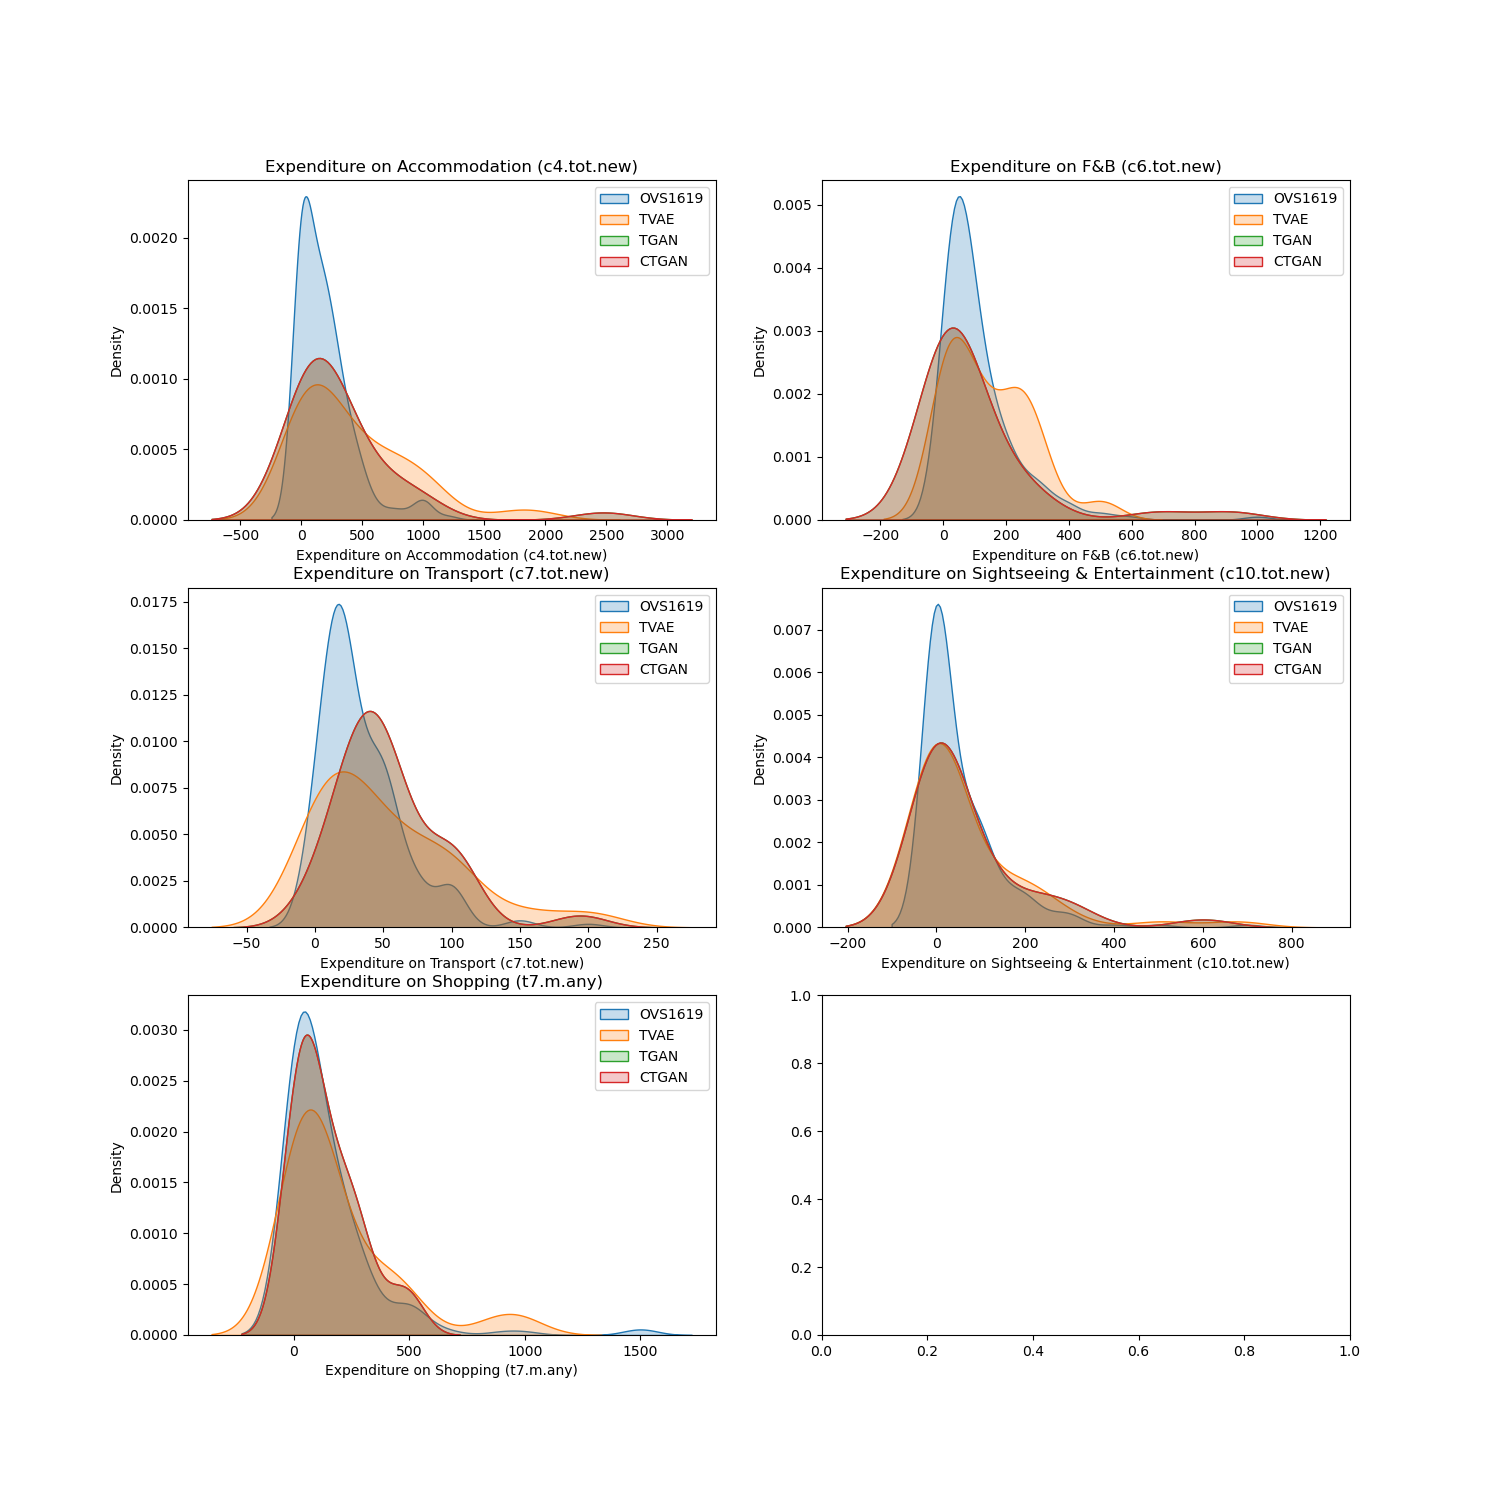 Expenditure on Accommodation (c4.tot.new)
OVS1619
TVAE
TGAN
CTGAN
Density
0.0020
0.0015
0.0010
0.0005
0.0000
−500 0 500 1000 1500 2000 2500 3000
Expenditure on Accommodation (c4.tot.new)
Expenditure on F&B (c6.tot.new)
OVS1619
TVAE
TGAN
CTGAN
Density
0.005
0.004
0.003
0.002
0.001
0.000
−200 0 200 400 600 800 1000 1200
Expenditure on F&B (c6.tot.new)
Expenditure on Transport (c7.tot.new)
OVS1619
TVAE
TGAN
CTGAN
Density
0.0175
0.0150
0.0125
0.0100
0.0075
0.0050
0.0025
0.0000
−50 0 50 100 150 200 250
Expenditure on Transport (c7.tot.new)
Expenditure on Sightseeing & Entertainment (c10.tot.new)
OVS1619
TVAE
TGAN
CTGAN
Density
0.007
0.006
0.005
0.004
0.003
0.002
0.001
0.000
−200 0 200 400 600 800
Expenditure on Sightseeing & Entertainment (c10.tot.new)
Expenditure on Shopping (t7.m.any)
OVS1619
TVAE
TGAN
CTGAN
Density
0.0030
0.0025
0.0020
0.0015
0.0010
0.0005
0.0000
0 500 1000 1500
Expenditure on Shopping (t7.m.any)
1.0
0.8
0.6
0.4
0.2
0.0
0.0 0.2 0.4 0.6 0.8 1.0